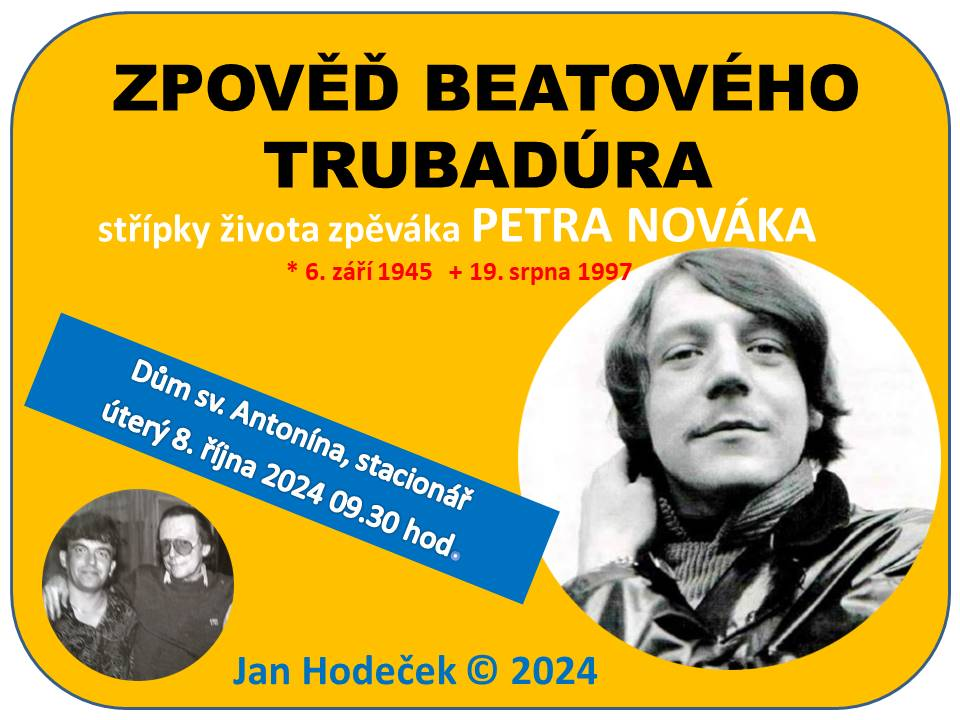 ZPOVĚĎ BEATOVÉHO
TRUBADÚRA
střípky života zpěváka PETRA NOVÁKA
* 6. září 1945 + 19. srpna 1997
Dům sv. Antonína, stacionář
úterý 8. října 2024 09.30 hod.
Jan Hodeček © 2024